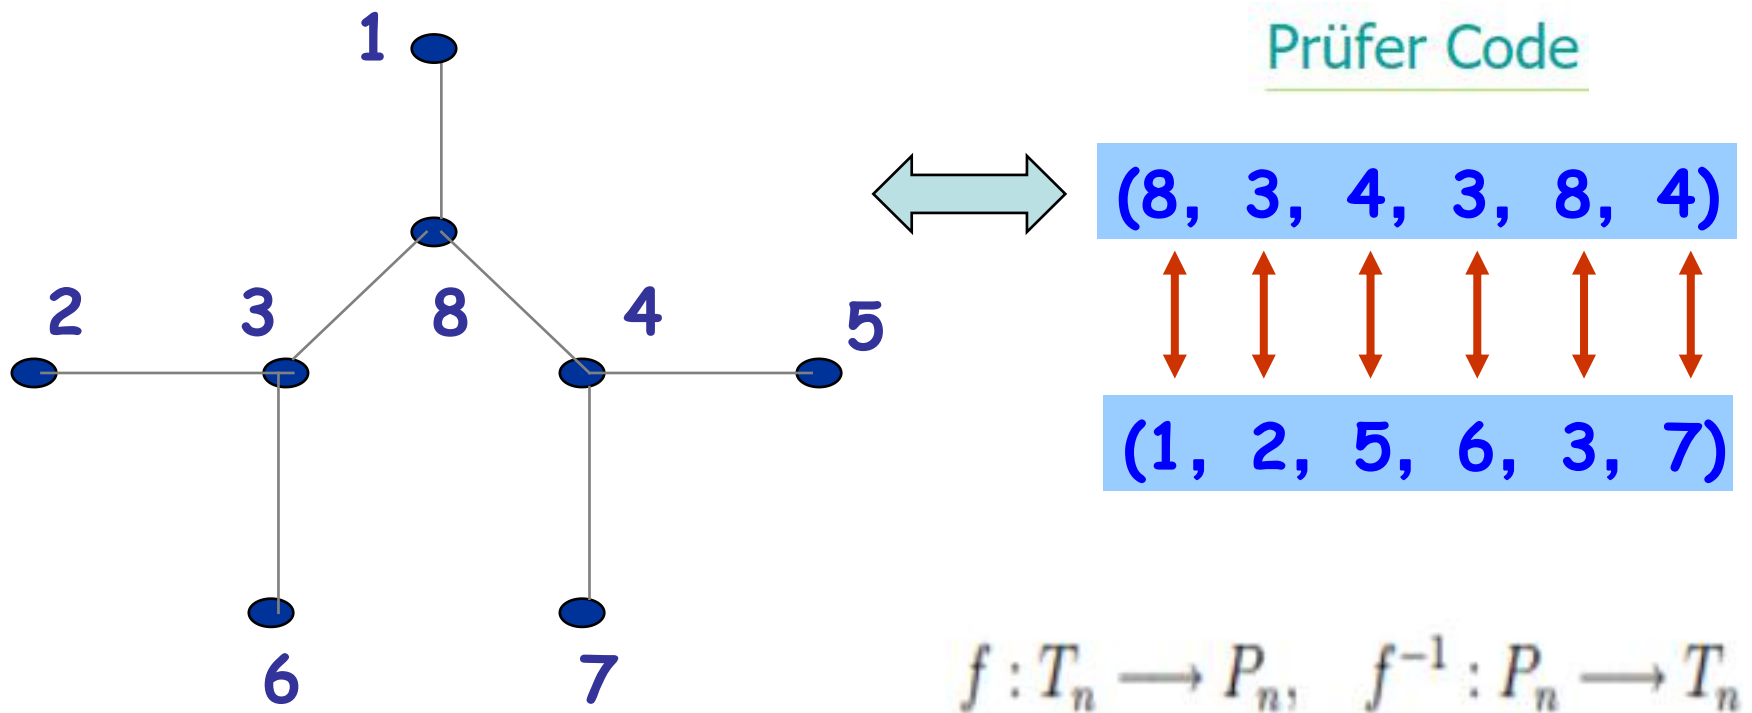 1
2 3 8 4 5
6 7
Prüfer Code
(8, 3, 4, 3, 8, 4)
(1, 2, 5, 6, 3, 7)
f : Tₙ ⟶ Pₙ, f⁻¹ : Pₙ ⟶ Tₙ